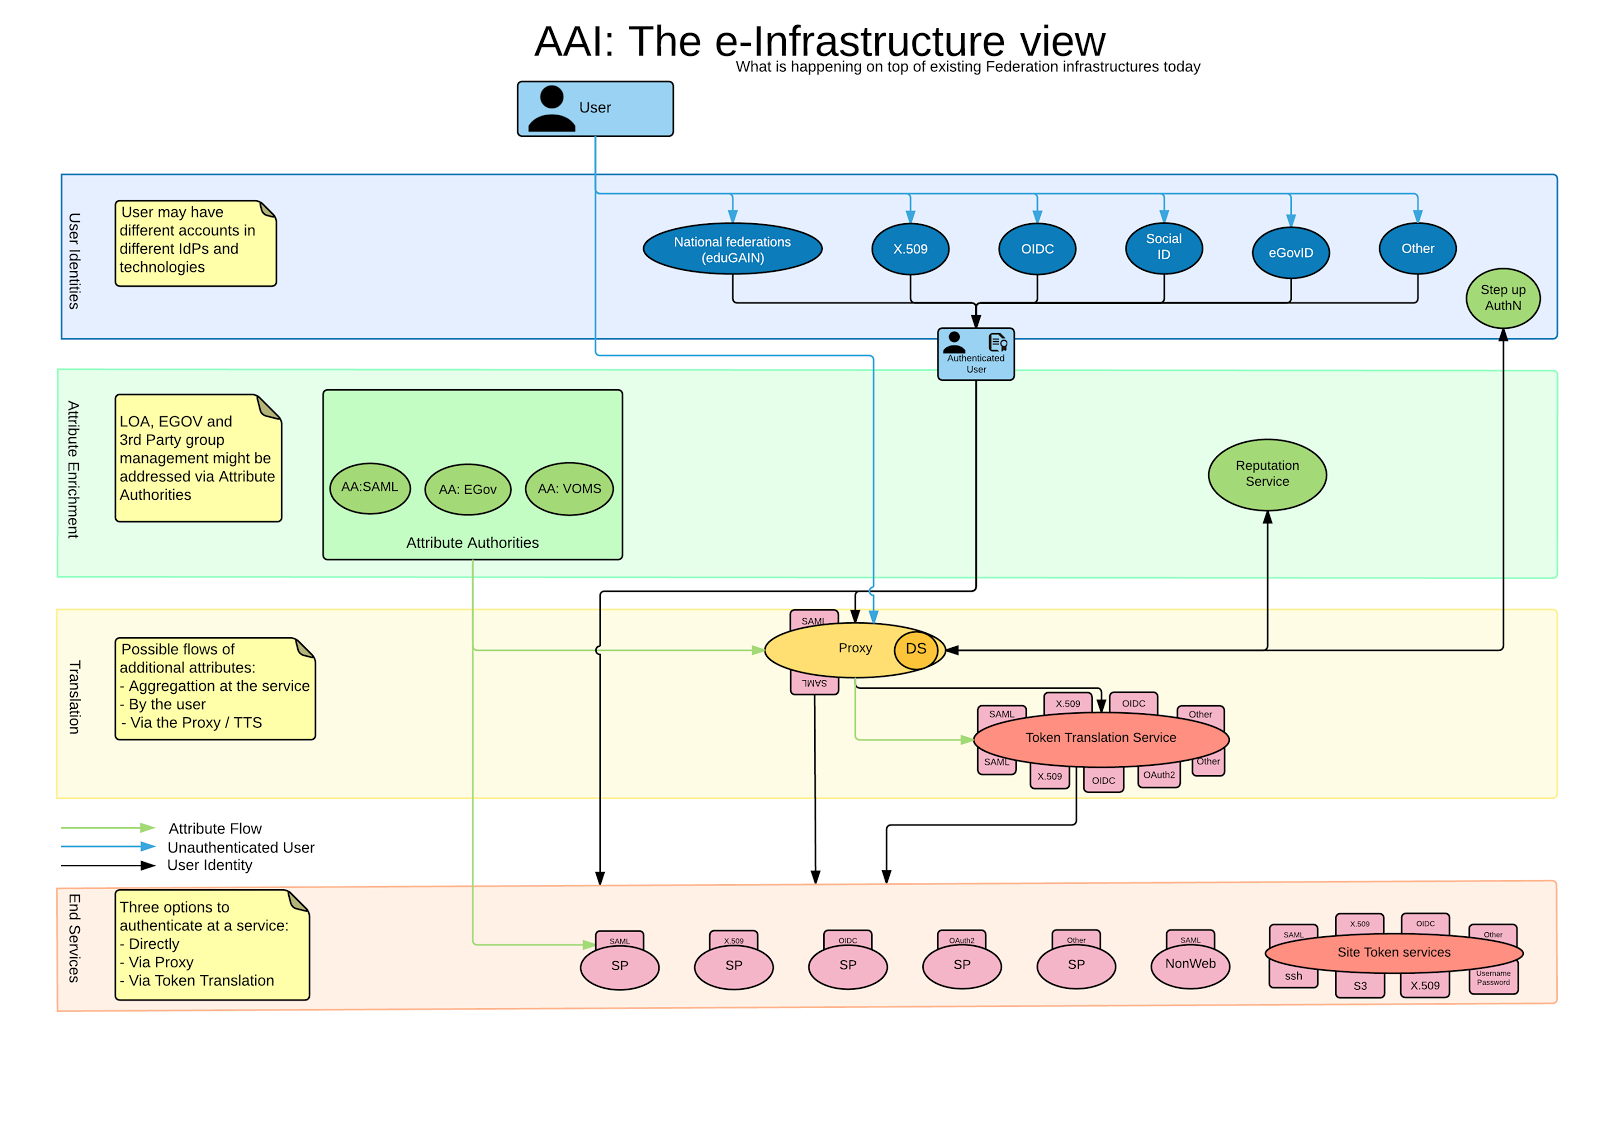 AAI: The e-Infrastructure view
What is happening on top of existing Federation infrastructures today
User
User Identities
User may have
different accounts in
different IdPs and
technologies
National federations
(eduGAIN)
X.509
OIDC
Social
ID
eGovID
Other
Step up
AuthN
Authenticated
User
Attribute Enrichment
LOA, EGOV and
3rd Party group
management might be
addressed via Attribute
Authorities
AA:SAML
AA: EGov
AA: VOMS
Attribute Authorities
Reputation
Service
Translation
Possible flows of
additional attributes:
- Aggregattion at the service
- By the user
- Via the Proxy / TTS
SAML
Proxy
DS
SAML
SAML
X.509
OIDC
Other
Token Translation Service
SAML
X.509
OIDC
OAuth2
Other
Attribute Flow
Unauthenticated User
User Identity
End Services
Three options to
authenticate at a service:
- Directly
- Via Proxy
- Via Token Translation
SAML
SP
X.509
SP
OIDC
SP
OAuth2
SP
Other
SP
SAML
NonWeb
SAML
X.509
OIDC
Other
Site Token services
ssh
S3
X.509
Username
Password